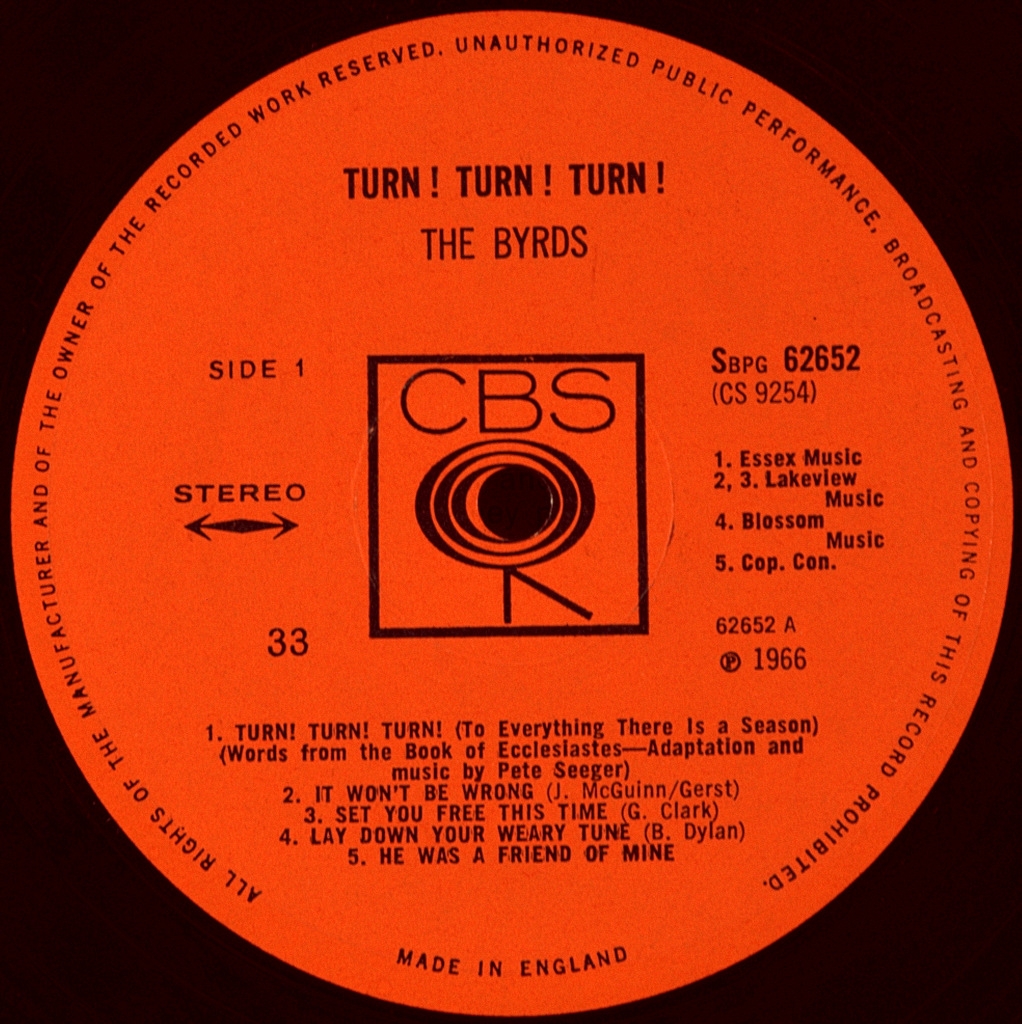 ALL RIGHTS OF THE MANUFACTURER AND OF THE OWNER OF THE RECORDED WORK RESERVED. UNAUTHORIZED PUBLIC PERFORMANCE, BROADCASTING AND COPYING OF THIS RECORD PROHIBITED.
TURN! TURN! TURN!
THE BYRDS
SIDE 1
CBS
SBPG 62652
(CS 9254)
STEREO
1. Essex Music
2, 3. Lakeview
Music
4. Blossom
Music
5. Cop. Con.
33
62652 A
℗ 1966
1. TURN! TURN! TURN! (To Everything There Is a Season)
(Words from the Book of Ecclesiastes—Adaptation and
music by Pete Seeger)
2. IT WON'T BE WRONG (J. McGuinn/Gerst)
3. SET YOU FREE THIS TIME (G. Clark)
4. LAY DOWN YOUR WEARY TUNE (B. Dylan)
5. HE WAS A FRIEND OF MINE
MADE IN ENGLAND